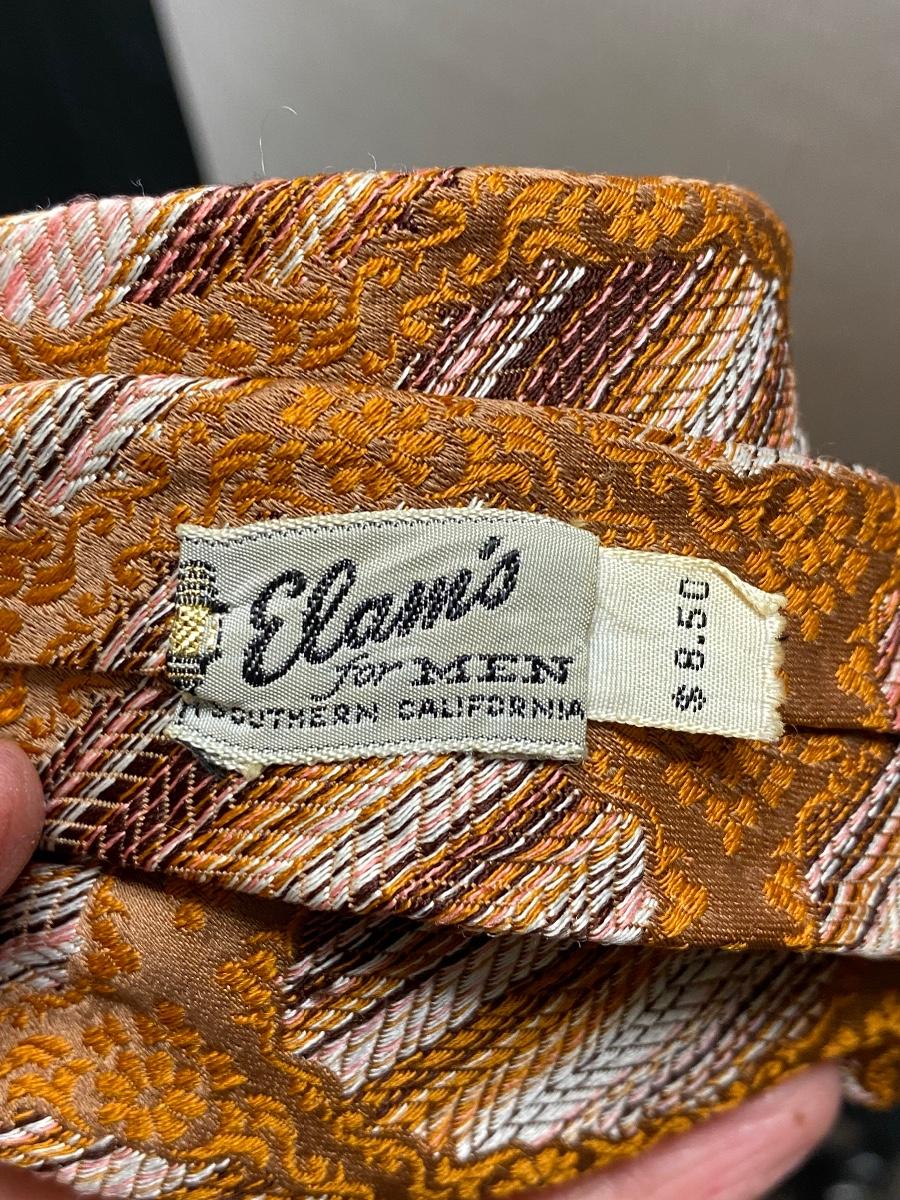 Elam's
for MEN
SOUTHERN CALIFORNIA
$8.50